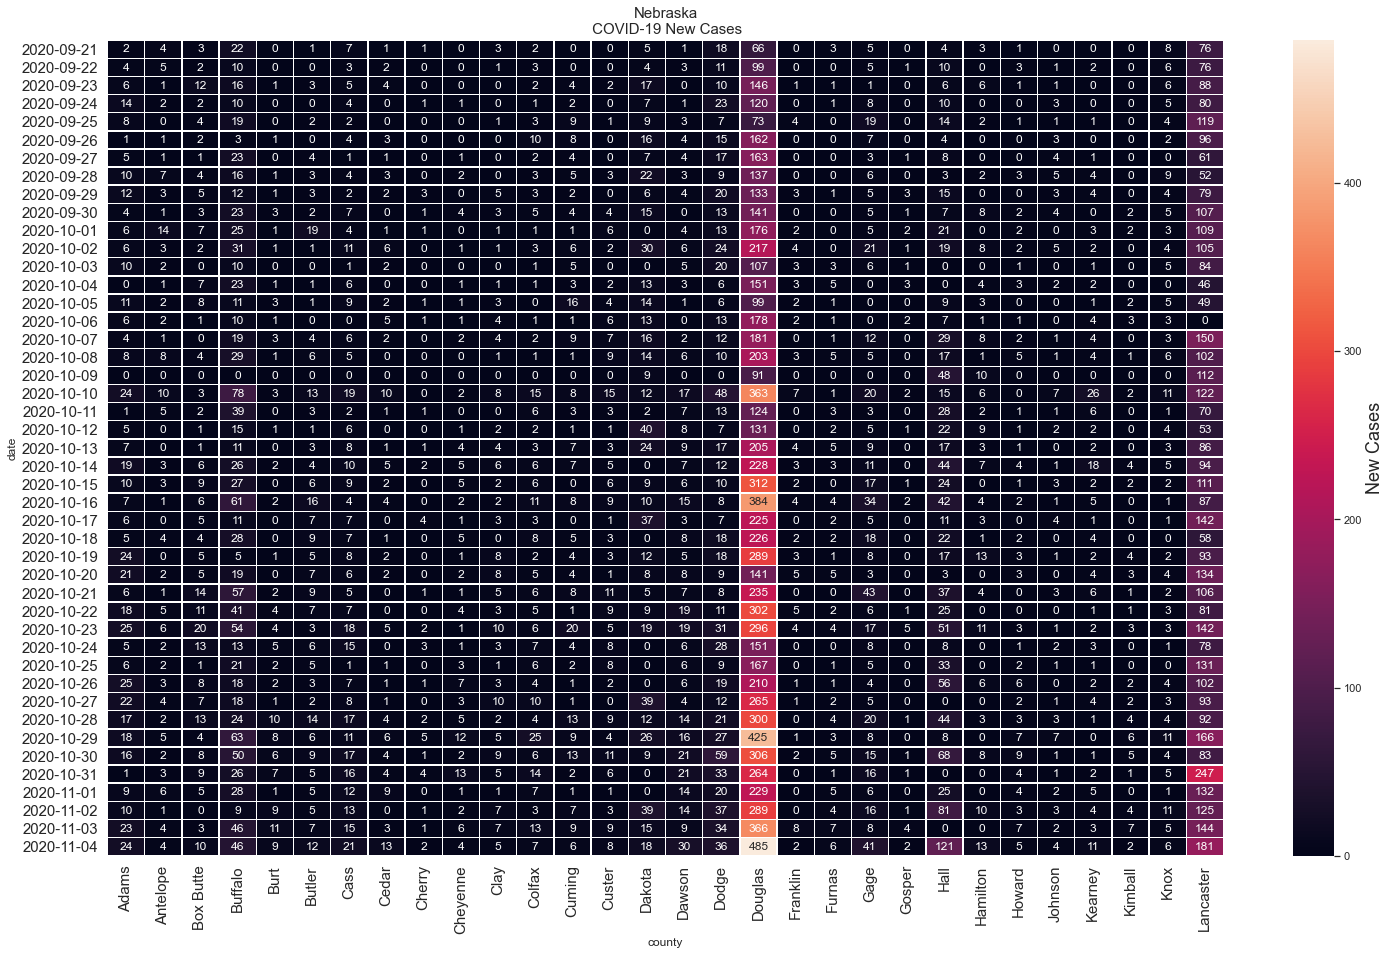 Nebraska
COVID-19 New Cases
2020-09-21 2 4 3 22 0 1 7 1 1 0 3 2 0 0 5 1 18 66 0 3 5 0 4 3 1 0 0 0 8 76
2020-09-22 4 5 2 10 0 0 3 2 0 0 1 3 0 0 4 3 11 99 0 0 5 1 10 0 3 1 2 0 6 76
2020-09-23 6 1 12 16 1 3 5 4 0 0 0 2 4 2 17 0 10 146 1 1 1 0 6 6 1 1 0 0 6 88
2020-09-24 14 2 2 10 0 0 4 0 1 1 0 1 2 0 7 1 23 120 0 1 8 0 10 0 0 3 0 0 5 80
2020-09-25 8 0 4 19 0 2 2 0 0 0 1 3 9 1 9 3 7 73 4 0 19 0 14 2 1 1 1 0 4 119
2020-09-26 1 1 2 3 1 0 4 3 0 0 0 10 8 0 16 4 15 162 0 0 7 0 4 0 0 3 0 0 2 96
2020-09-27 5 1 1 23 0 4 1 1 0 1 0 2 4 0 7 4 17 163 0 0 3 1 8 0 0 4 1 0 0 61
2020-09-28 10 7 4 16 1 3 4 3 0 2 0 3 5 3 22 3 9 137 0 0 6 0 3 2 3 5 4 0 9 52
2020-09-29 12 3 5 12 1 3 2 2 3 0 5 3 2 0 6 4 20 133 3 1 5 3 15 0 0 3 4 0 4 79
2020-09-30 4 1 3 23 3 2 7 0 1 4 3 5 4 4 15 0 13 141 0 0 5 1 7 8 2 4 0 2 5 107
2020-10-01 6 14 7 25 1 19 4 1 1 0 1 1 1 6 0 4 13 176 2 0 5 2 21 0 2 0 3 2 3 109
2020-10-02 6 3 2 31 1 1 11 6 0 1 1 3 6 2 30 6 24 217 4 0 21 1 19 8 2 5 2 0 4 105
2020-10-03 10 2 0 10 0 0 1 2 0 0 0 1 5 0 0 5 20 107 3 3 6 1 0 0 1 0 1 0 5 84
2020-10-04 0 1 7 23 1 1 6 0 0 1 1 1 3 2 13 3 6 151 3 5 0 3 0 4 3 2 2 0 0 46
2020-10-05 11 2 8 11 3 1 9 2 1 1 3 0 16 4 14 1 6 99 2 1 0 0 9 3 0 0 1 2 5 49
2020-10-06 6 2 1 10 1 0 0 5 1 1 4 1 1 6 13 0 13 178 2 1 0 2 7 1 1 0 4 3 3 0
2020-10-07 4 1 0 19 3 4 6 2 0 2 4 2 9 7 16 2 12 181 0 1 12 0 29 8 2 1 4 0 3 150
2020-10-08 8 8 4 29 1 6 5 0 0 0 1 1 1 9 14 6 10 203 3 5 5 0 17 1 5 1 4 1 6 102
2020-10-09 0 0 0 0 0 0 0 0 0 0 0 0 0 0 9 0 0 91 0 0 0 0 48 10 0 0 0 0 0 112
2020-10-10 24 10 3 78 3 13 19 10 0 2 8 15 8 15 12 17 48 363 7 1 20 2 15 6 0 7 26 2 11 122
2020-10-11 1 5 2 39 0 3 2 1 1 0 0 6 3 3 2 7 13 124 0 3 3 0 28 2 1 1 6 0 1 70
2020-10-12 5 0 1 15 1 1 6 0 0 1 2 2 1 1 40 8 7 131 0 2 5 1 22 9 1 2 2 0 4 53
2020-10-13 7 0 1 11 0 3 8 1 1 4 4 3 7 3 24 9 17 205 4 5 9 0 17 3 1 0 2 0 3 86
2020-10-14 19 3 6 26 2 4 10 5 2 5 6 6 7 5 0 7 12 228 3 3 11 0 44 7 4 1 18 4 5 94
2020-10-15 10 3 9 27 0 6 9 2 0 5 2 6 0 6 9 6 10 312 2 0 17 1 24 0 1 3 2 2 2 111
2020-10-16 7 1 6 61 2 16 4 4 0 2 2 11 8 9 10 15 8 384 4 4 34 2 42 4 2 1 5 0 1 87
2020-10-17 6 0 5 11 0 7 7 0 4 1 3 3 0 1 37 3 7 225 0 2 5 0 11 3 0 4 1 0 1 142
2020-10-18 5 4 4 28 0 9 7 1 0 5 0 8 5 3 0 8 18 226 2 2 18 0 22 1 2 0 4 0 0 58
2020-10-19 24 0 5 5 1 5 8 2 0 1 8 2 4 3 12 5 18 289 3 1 8 0 17 13 3 1 2 4 2 93
2020-10-20 21 2 5 19 0 7 6 2 0 2 8 5 4 1 8 8 9 141 5 5 3 0 3 0 3 0 4 3 4 134
2020-10-21 6 1 14 57 2 9 5 0 1 1 5 6 8 11 5 7 8 235 0 0 43 0 37 4 0 3 6 1 2 106
2020-10-22 18 5 11 41 4 7 7 0 0 4 3 5 1 9 9 19 11 302 5 2 6 1 25 0 0 0 1 1 3 81
2020-10-23 25 6 20 54 4 3 18 5 2 1 10 6 20 5 19 19 31 296 4 4 17 5 51 11 3 1 2 3 3 142
2020-10-24 5 2 13 13 5 6 15 0 3 1 3 7 4 8 0 6 28 151 0 0 8 0 8 0 1 2 3 0 1 78
2020-10-25 6 2 1 21 2 5 1 1 0 3 1 6 2 8 0 6 9 167 0 1 5 0 33 0 2 1 1 0 0 131
2020-10-26 25 3 8 18 2 3 7 1 1 7 3 4 1 2 0 6 19 210 1 1 4 0 56 6 6 0 2 2 4 102
2020-10-27 22 4 7 18 1 2 8 1 0 3 10 10 1 0 39 4 12 265 1 2 5 0 0 0 2 1 4 2 3 93
2020-10-28 17 2 13 24 10 14 17 4 2 5 2 4 13 9 12 14 21 300 0 4 20 1 44 3 3 3 1 4 4 92
2020-10-29 18 5 4 63 8 6 11 6 5 12 5 25 9 4 26 16 27 425 1 3 8 0 8 0 7 7 0 6 11 166
2020-10-30 16 2 8 50 6 9 17 4 1 2 9 6 13 11 9 21 59 306 2 5 15 1 68 8 9 1 1 5 4 83
2020-10-31 1 3 9 26 7 5 16 4 4 13 5 14 2 6 0 21 33 264 0 1 16 1 0 0 4 1 2 1 5 247
2020-11-01 9 6 5 28 1 5 12 9 0 1 1 7 1 1 0 14 20 229 0 5 6 0 25 0 4 2 5 0 1 132
2020-11-02 10 1 0 9 9 5 13 0 1 2 7 3 7 3 39 14 37 289 0 4 16 1 81 10 3 3 4 4 11 125
2020-11-03 23 4 3 46 11 7 15 3 1 6 7 13 9 9 15 9 34 366 8 7 8 4 0 0 7 2 3 7 5 144
2020-11-04 24 4 10 46 9 12 21 13 2 4 5 7 6 8 18 30 36 485 2 6 41 2 121 13 5 4 11 2 6 181
date
Adams Antelope Box Butte Buffalo Burt Butler Cass Cedar Cherry Cheyenne Clay Colfax Cuming Custer Dakota Dawson Dodge Douglas Franklin Furnas Gage Gosper Hall Hamilton Howard Johnson Kearney Kimball Knox Lancaster
county
400
300
200
100
0
New Cases